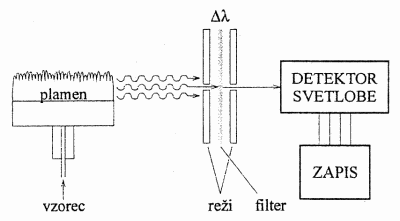 Δλ
plamen
DETEKTOR
SVETLOBE
ZAPIS
vzorec
reži
filter